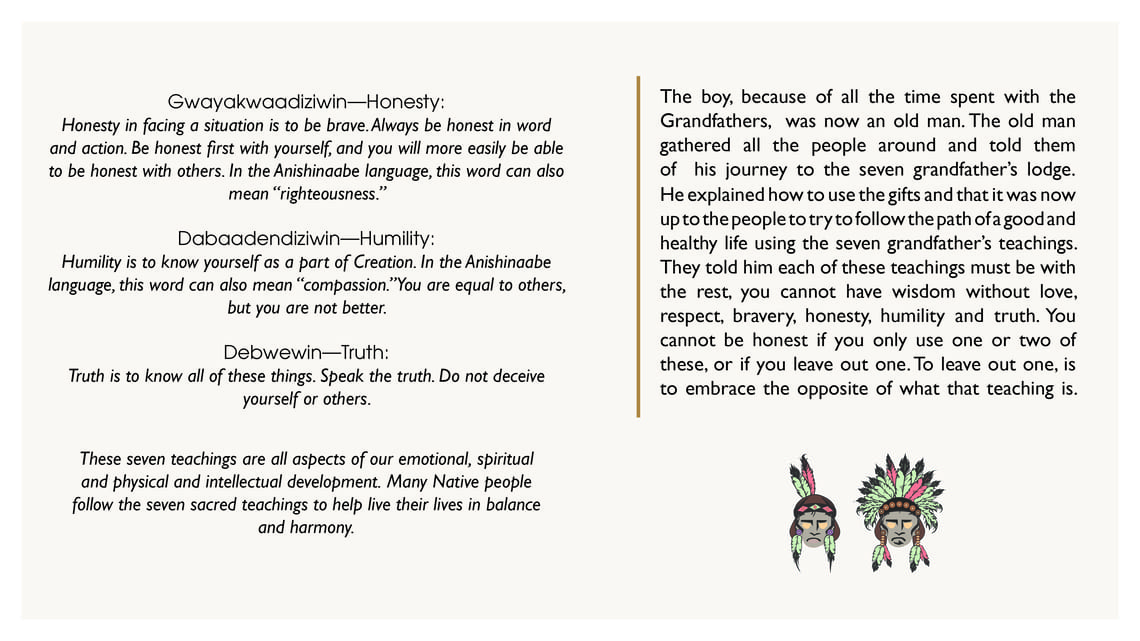 Gwayakwaadiziwin—Honesty:
Honesty in facing a situation is to be brave. Always be honest in word
and action. Be honest first with yourself, and you will more easily be able
to be honest with others. In the Anishinaabe language, this word can also
mean “righteousness.”
Dabaadendiziwin—Humility:
Humility is to know yourself as a part of Creation. In the Anishinaabe
language, this word can also mean “compassion.” You are equal to others,
but you are not better.
Debwewin—Truth:
Truth is to know all of these things. Speak the truth. Do not deceive
yourself or others.
These seven teachings are all aspects of our emotional, spiritual
and physical and intellectual development. Many Native people
follow the seven sacred teachings to help live their lives in balance
and harmony.
The boy, because of all the time spent with the
Grandfathers, was now an old man. The old man
gathered all the people around and told them
of his journey to the seven grandfather’s lodge.
He explained how to use the gifts and that it was now
up to the people to try to follow the path of a good and
healthy life using the seven grandfather’s teachings.
They told him each of these teachings must be with
the rest, you cannot have wisdom without love,
respect, bravery, honesty, humility and truth. You
cannot be honest if you only use one or two of
these, or if you leave out one. To leave out one, is
to embrace the opposite of what that teaching is.